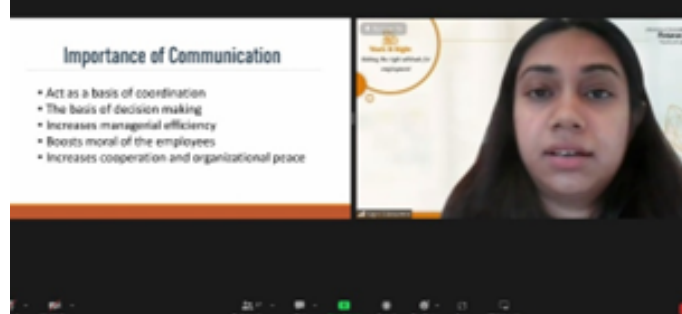 Importance of Communication
• Act as a basis of coordination
• The basis of decision making
• Increases managerial efficiency
• Boosts moral of the employees
• Increases cooperation and organizational peace